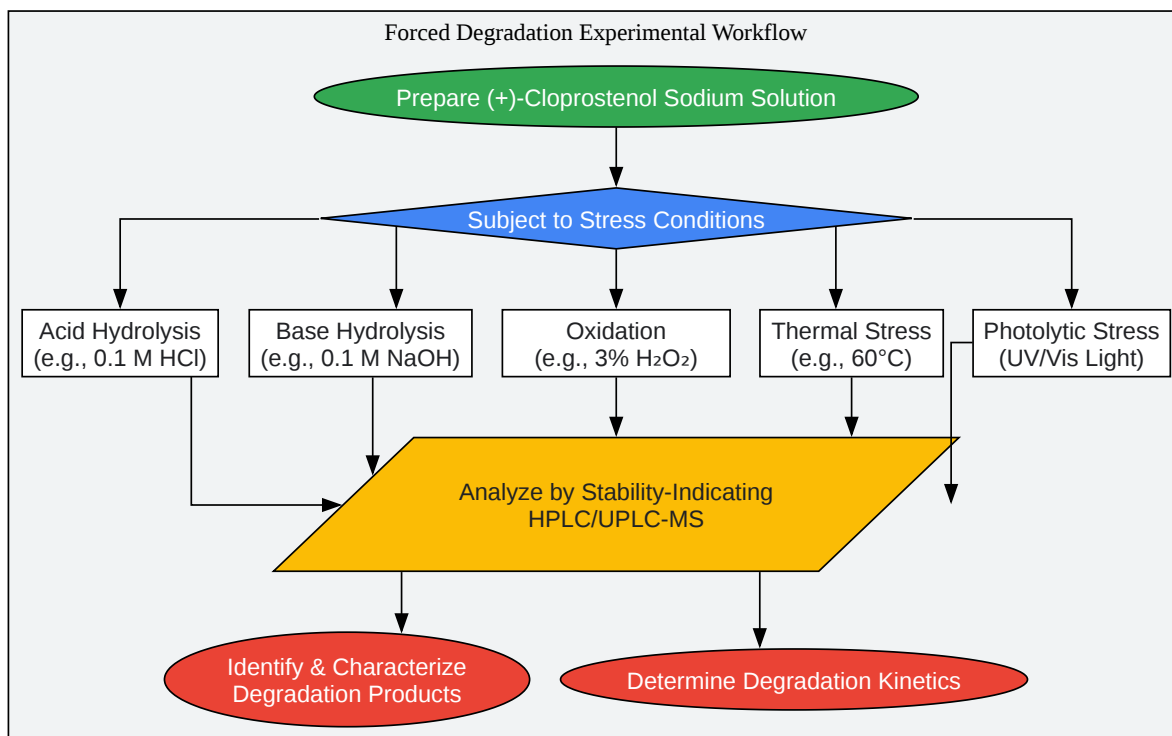 Forced Degradation Experimental Workflow
Prepare (+)-Cloprostenol Sodium Solution
Subject to Stress Conditions
Acid Hydrolysis
(e.g., 0.1 M HCl)
Base Hydrolysis
(e.g., 0.1 M NaOH)
Oxidation
(e.g., 3% H₂O₂)
Thermal Stress
(e.g., 60°C)
Photolytic Stress
(UV/Vis Light)
Analyze by Stability-Indicating
HPLC/UPLC-MS
Identify & Characterize
Degradation Products
Determine Degradation Kinetics